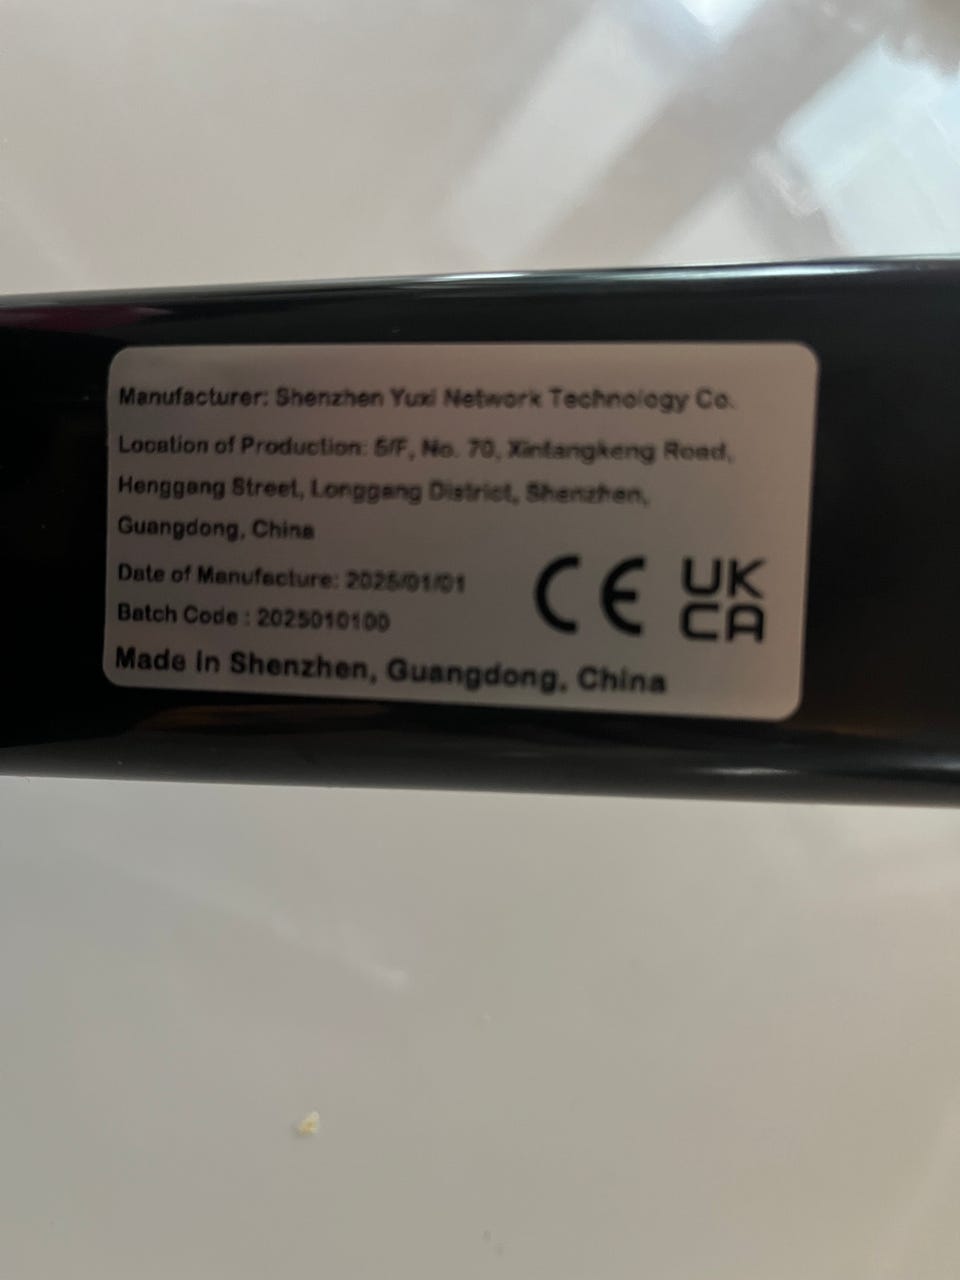 Manufacturer: Shenzhen Yuxi Network Technology Co.
Location of Production: 5/F, No. 70, Xintangkeng Road,
Henggang Street, Longgang District, Shenzhen,
Guangdong, China
Date of Manufacture: 2025/01/01
Batch Code : 2025010100
CE UK
CA
Made in Shenzhen, Guangdong, China